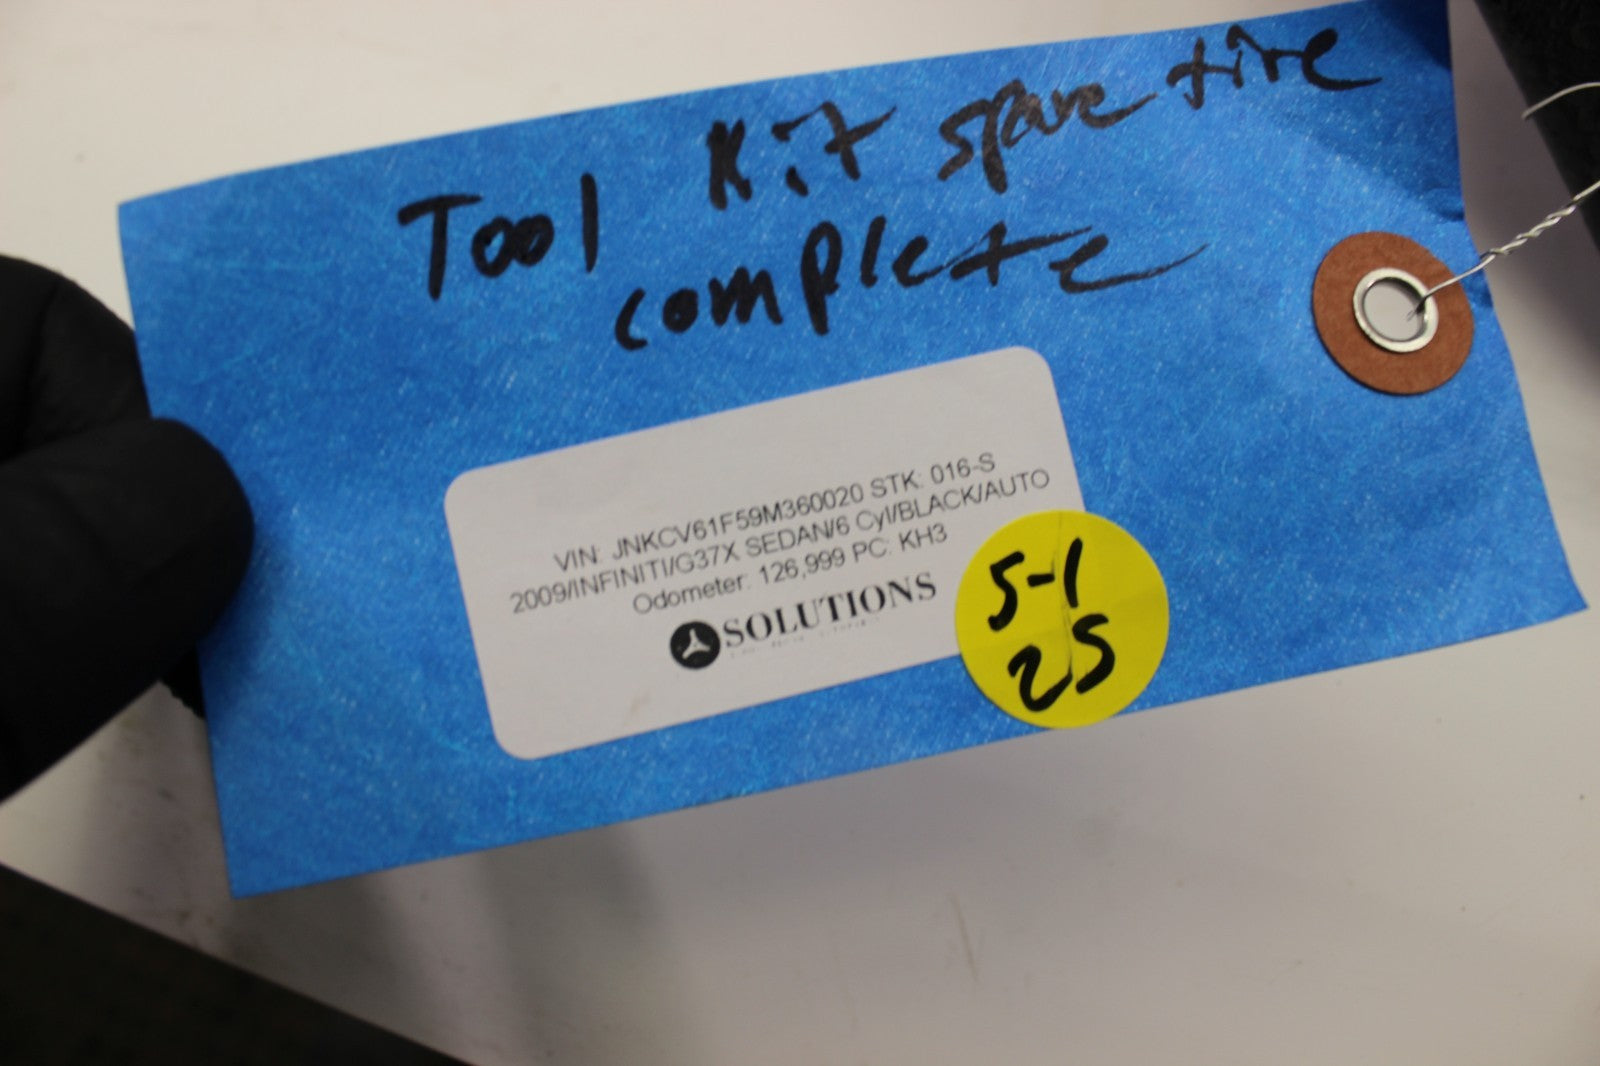 Tool Kit spare tire
complete
VIN: JNKCV61F59M360020 STK: 016-S
2009/INFINITI/G37X SEDAN/6 Cyl/BLACK/AUTO
Odometer: 126,999 PC: KH3
SOLUTIONS
5-1
25